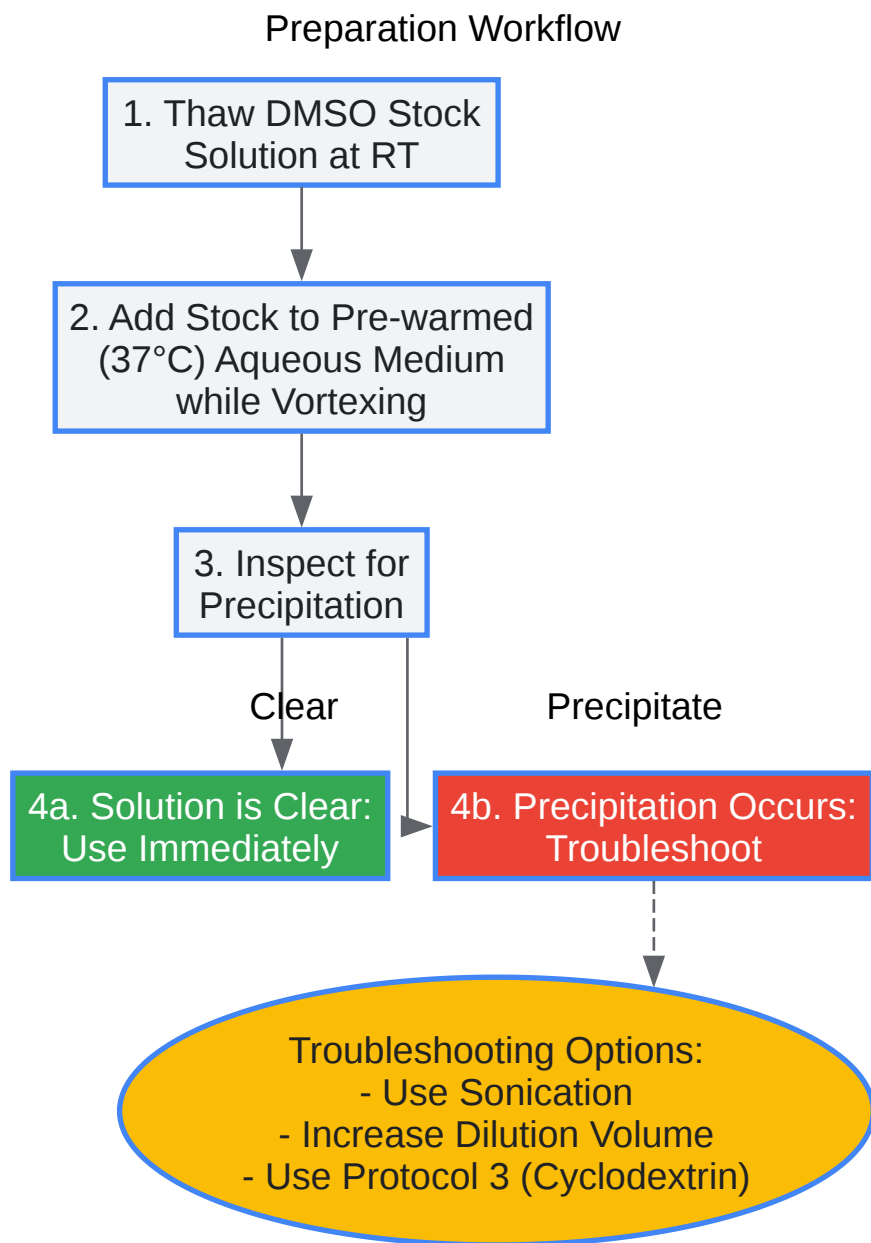 Preparation Workflow
1. Thaw DMSO Stock
Solution at RT
2. Add Stock to Pre-warmed
(37°C) Aqueous Medium
while Vortexing
3. Inspect for
Precipitation
Clear
Precipitate
4a. Solution is Clear:
Use Immediately
4b. Precipitation Occurs:
Troubleshoot
Troubleshooting Options:
- Use Sonication
- Increase Dilution Volume
- Use Protocol 3 (Cyclodextrin)